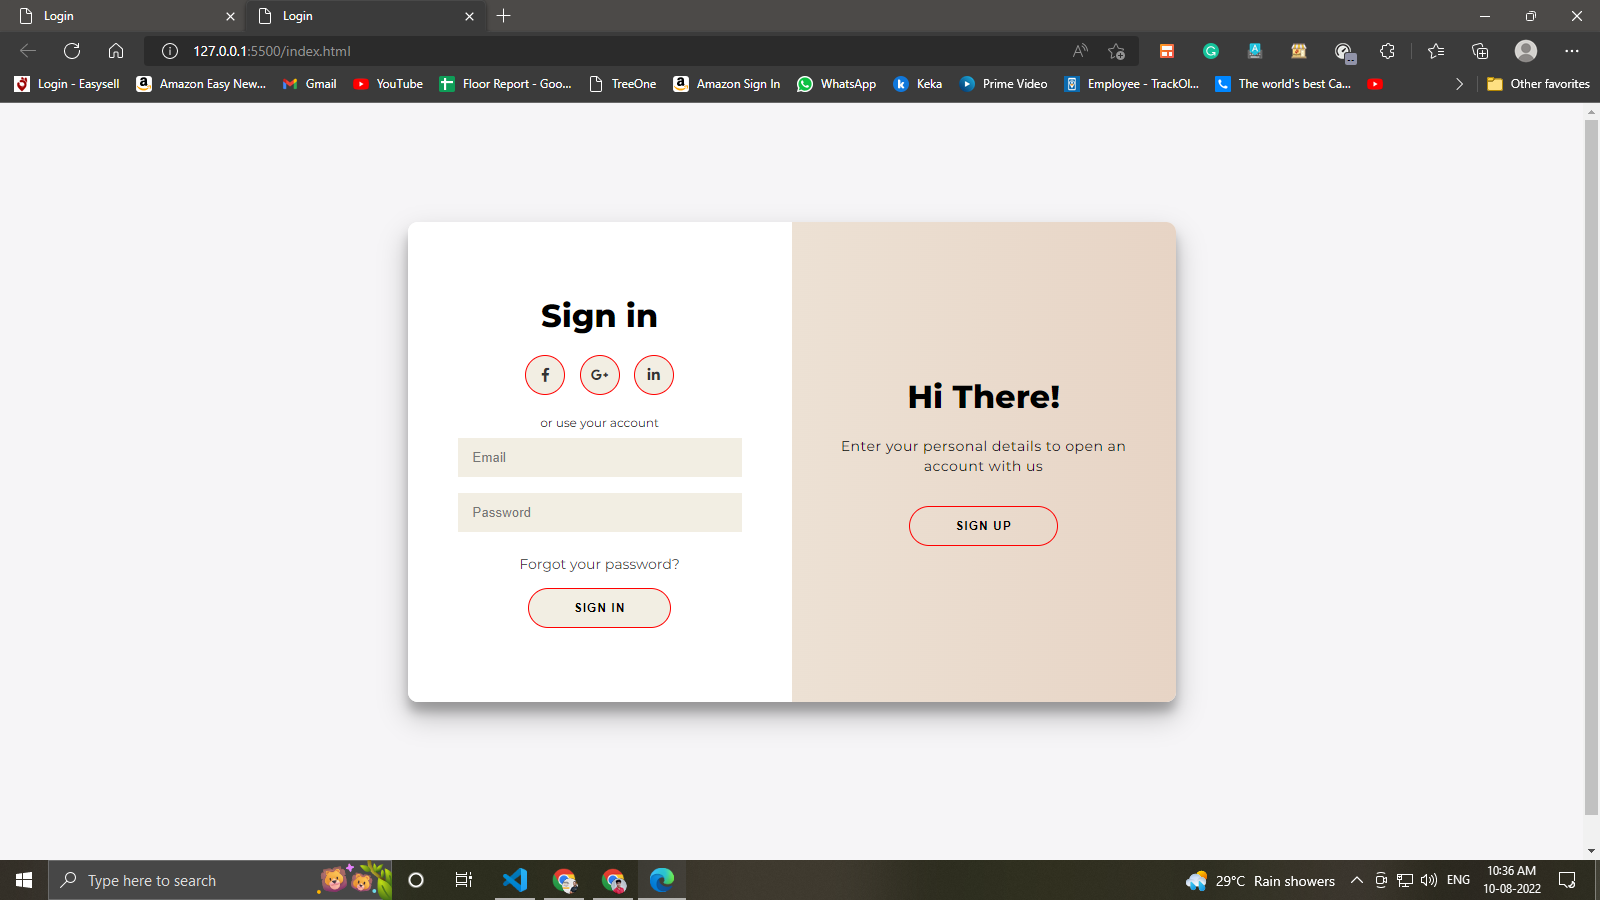 Login
Login
127.0.0.1:5500/index.html
Login - Easysell
Amazon Easy New...
Gmail
YouTube
Floor Report - Goo...
TreeOne
Amazon Sign In
WhatsApp
Keka
Prime Video
Employee - TrackOl...
The world's best Ca...
Other favorites
Sign in
f
G+
in
or use your account
Email
Password
Forgot your password?
SIGN IN
Hi There!
Enter your personal details to open an
account with us
SIGN UP
Type here to search
29°C Rain showers
ENG
10:36 AM
10-08-2022